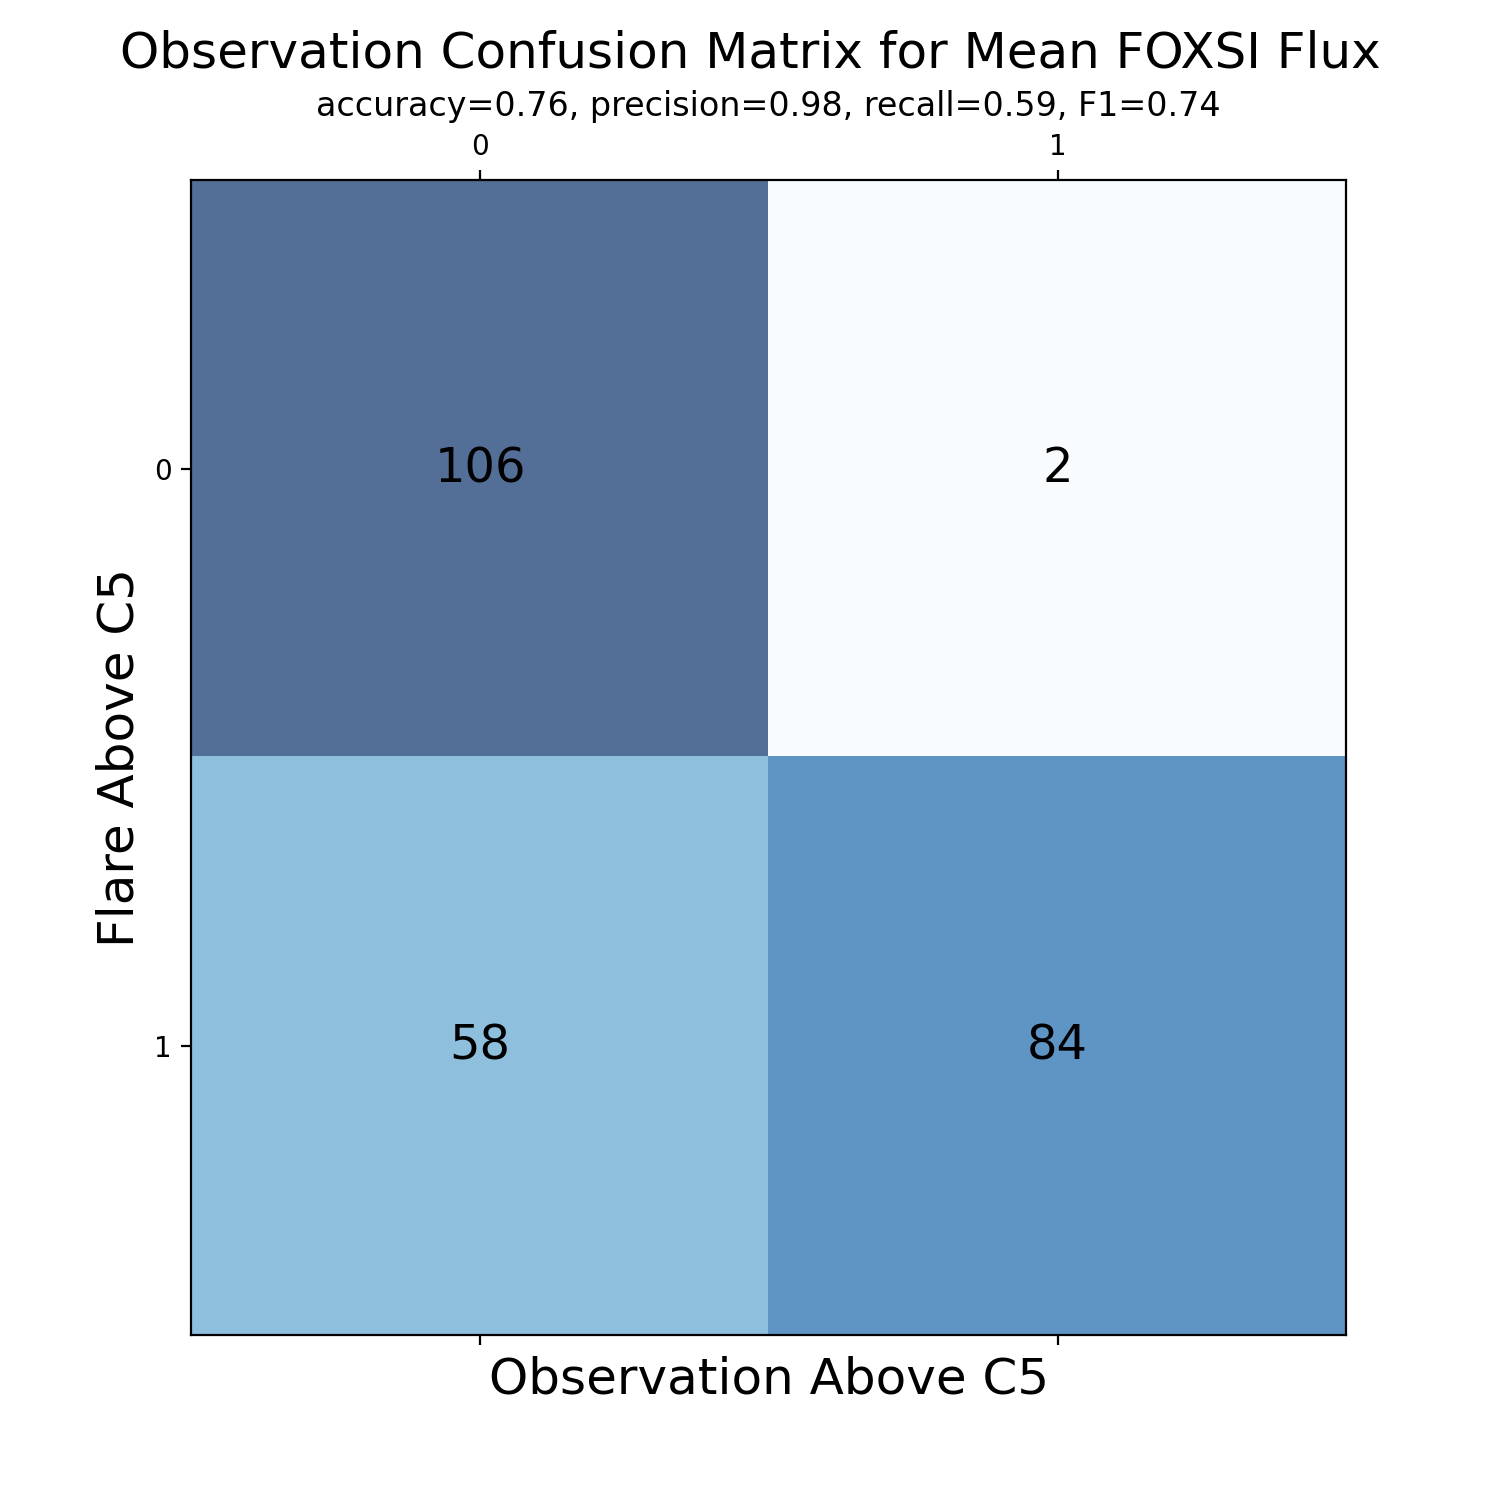 Observation Confusion Matrix for Mean FOXSI Flux
accuracy=0.76, precision=0.98, recall=0.59, F1=0.74
0 1
0
106 2
Flare Above C5
1
58 84
Observation Above C5